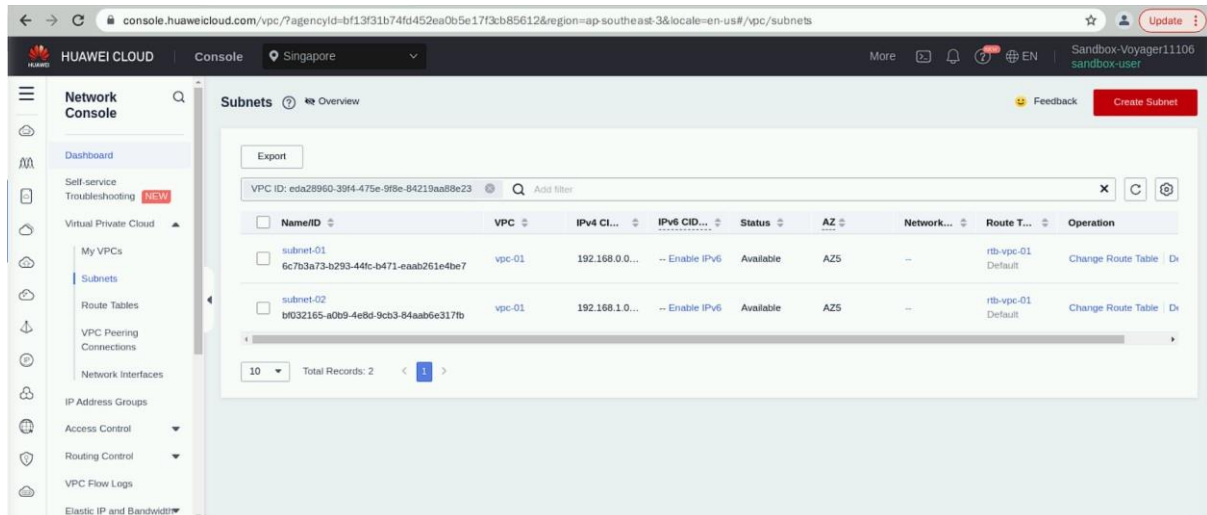 console.huaweicloud.com/vpc/?agencyId=bf13f31b74fd452ea0b5e17f3cb85612&region=ap-southeast-3&locale=en-us#/vpc/subnets
Update
HUAWEI
HUAWEI CLOUD
Console
Singapore
More
NEW
EN
Sandbox-Voyager11106
sandbox-user
Network
Console
Dashboard
Self-service
Troubleshooting NEW
Virtual Private Cloud
My VPCs
Subnets
Route Tables
VPC Peering
Connections
Network Interfaces
IP Address Groups
Access Control
Routing Control
VPC Flow Logs
Elastic IP and Bandwidth
Subnets ? Overview
Feedback
Create Subnet
Export
VPC ID: eda28960-39f4-475e-9f8e-84219aa88e23
Add filter
Name/ID VPC IPv4 CI... IPv6 CID... Status AZ Network... Route T... Operation
subnet-01
6c7b3a73-b293-44fc-b471-eaab261e4be7
vpc-01
192.168.0.0...
-- Enable IPv6
Available
AZ5
--
rtb-vpc-01
Default
Change Route Table
subnet-02
bf032165-a0b9-4e8d-9cb3-84aab6e317fb
vpc-01
192.168.1.0...
-- Enable IPv6
Available
AZ5
--
rtb-vpc-01
Default
Change Route Table
10 Total Records: 2 < 1 >